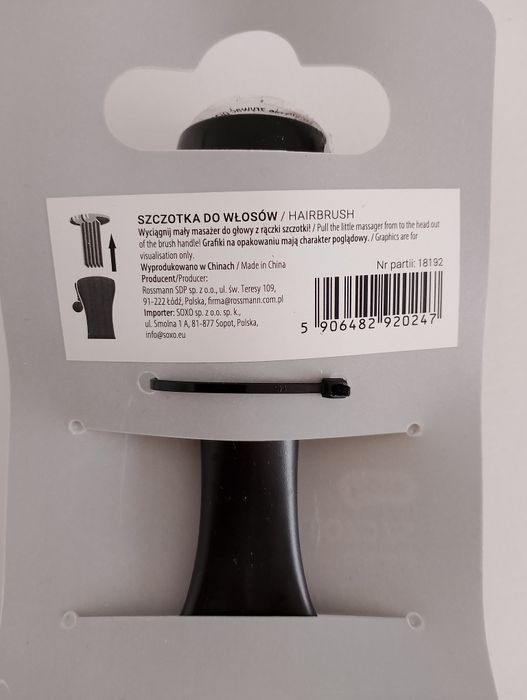 SZCZOTKA DO WŁOSÓW / HAIRBRUSH
Wyciągnij mały masażer do głowy z rączki szczotki! / Pull the little massager from to the head out
of the brush handle! Grafiki na opakowaniu mają charakter poglądowy. / Graphics are for
visualisation only.
Wyprodukowano w Chinach / Made in China
Producent/Producer:
Rossmann SDP sp. z o.o., ul. św. Teresy 109,
91-222 Łódź, Polska, firma@rossmann.com.pl
Importer: SOXO sp. z o.o. sp. k.,
ul. Smolna 1 A, 81-877 Sopot, Polska,
info@soxo.eu
Nr partii: 18192
5 906482 920247